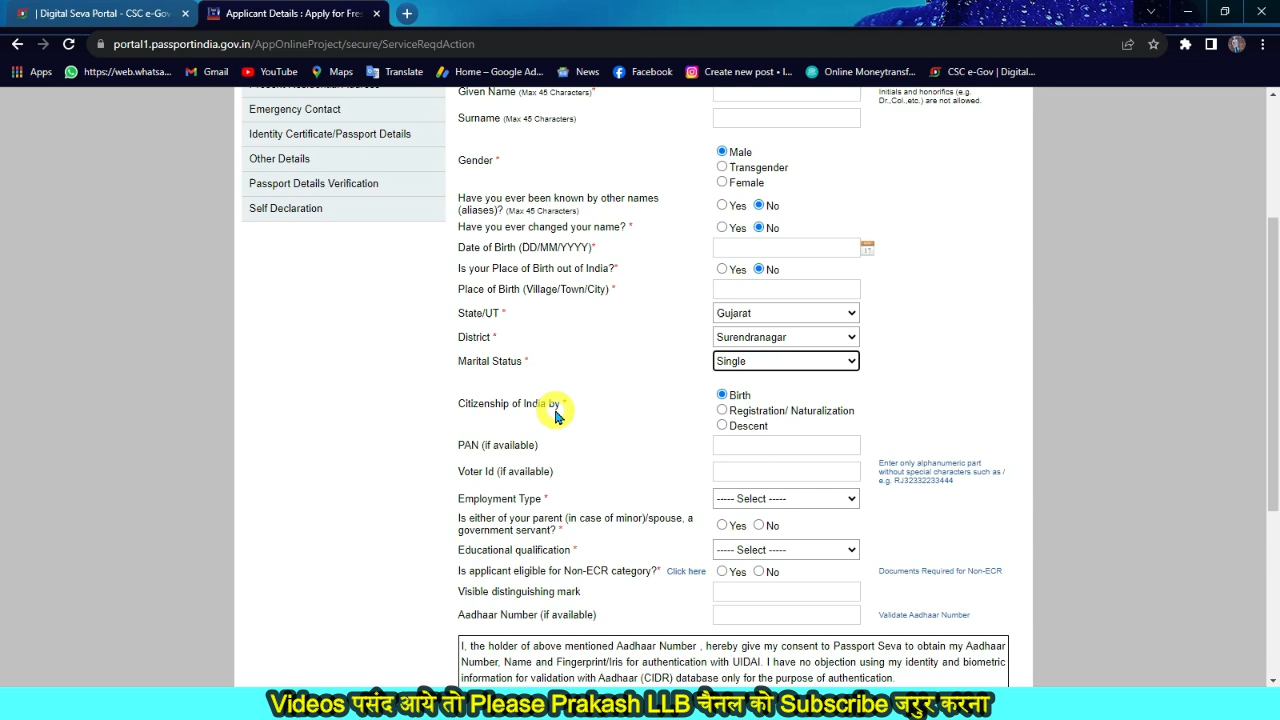 | Digital Seva Portal - CSC e-Gov
Applicant Details : Apply for Fres
portal1.passportindia.gov.in/AppOnlineProject/secure/ServiceReqdAction
Apps
https://web.whatsa...
Gmail
YouTube
Maps
Translate
Home – Google Ad...
News
Facebook
Create new post • I...
Online Moneytransf...
CSC e-Gov | Digital...
Emergency Contact
Identity Certificate/Passport Details
Other Details
Passport Details Verification
Self Declaration
Given Name (Max 45 Characters)*
Initials and honorifics (e.g.
Dr.,Col.,etc.) are not allowed.
Surname (Max 45 Characters)
Gender *
Male
Transgender
Female
Have you ever been known by other names
(aliases)? (Max 45 Characters)
Yes No
Have you ever changed your name? *
Yes No
Date of Birth (DD/MM/YYYY)*
Is your Place of Birth out of India?*
Yes No
Place of Birth (Village/Town/City) *
State/UT *
Gujarat
District *
Surendranagar
Marital Status *
Single
Citizenship of India by *
Birth
Registration/ Naturalization
Descent
PAN (if available)
Voter Id (if available)
Enter only alphanumeric part
without special characters such as /
e.g. RJ32332233444
Employment Type *
----- Select -----
Is either of your parent (in case of minor)/spouse, a
government servant? *
Yes No
Educational qualification *
----- Select -----
Is applicant eligible for Non-ECR category?* Click here
Yes No
Documents Required for Non-ECR
Visible distinguishing mark
Aadhaar Number (if available)
Validate Aadhaar Number
I, the holder of above mentioned Aadhaar Number , hereby give my consent to Passport Seva to obtain my Aadhaar
Number, Name and Fingerprint/Iris for authentication with UIDAI. I have no objection using my identity and biometric
information for validation with Aadhaar (CIDR) database only for the purpose of authentication.
Videos पसंद आये तो Please Prakash LLB चैनल को Subscribe जरुर करना